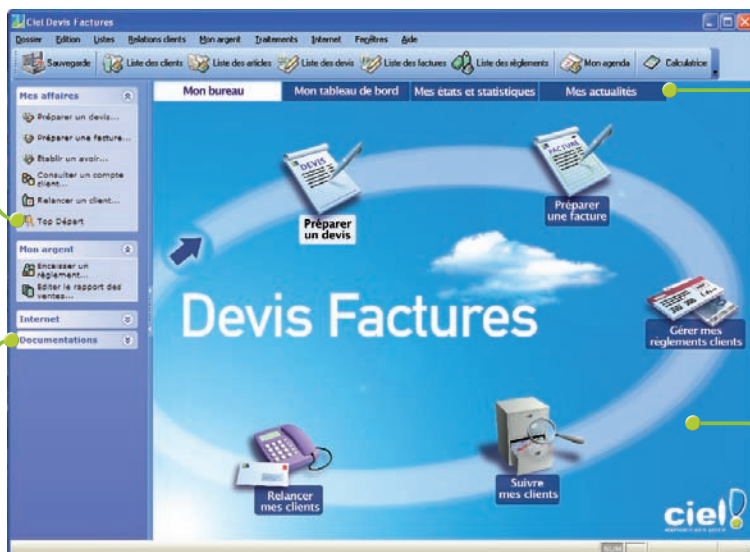 Ciel Devis Factures
Dossier Edition Listes Relations clients Mon argent Traitements Internet Fenêtres Aide
Sauvegarde Liste des clients Liste des articles Liste des devis Liste des factures Liste des règlements Mon agenda Calculatrice
Mon bureau Mon tableau de bord Mes états et statistiques Mes actualités
Mes affaires
Préparer un devis...
Préparer une facture...
Etablir un avoir...
Consulter un compte
client...
Relancer un client...
Top Départ
Mon argent
Encaisser un
règlement...
Editer le rapport des
ventes...
Internet
Documentations
DEVIS
Préparer
un devis
FACTURE
Préparer
une facture
Devis Factures
Gérer mes
règlements clients
Relancer
mes clients
Suivre
mes clients
ciel!
NUM